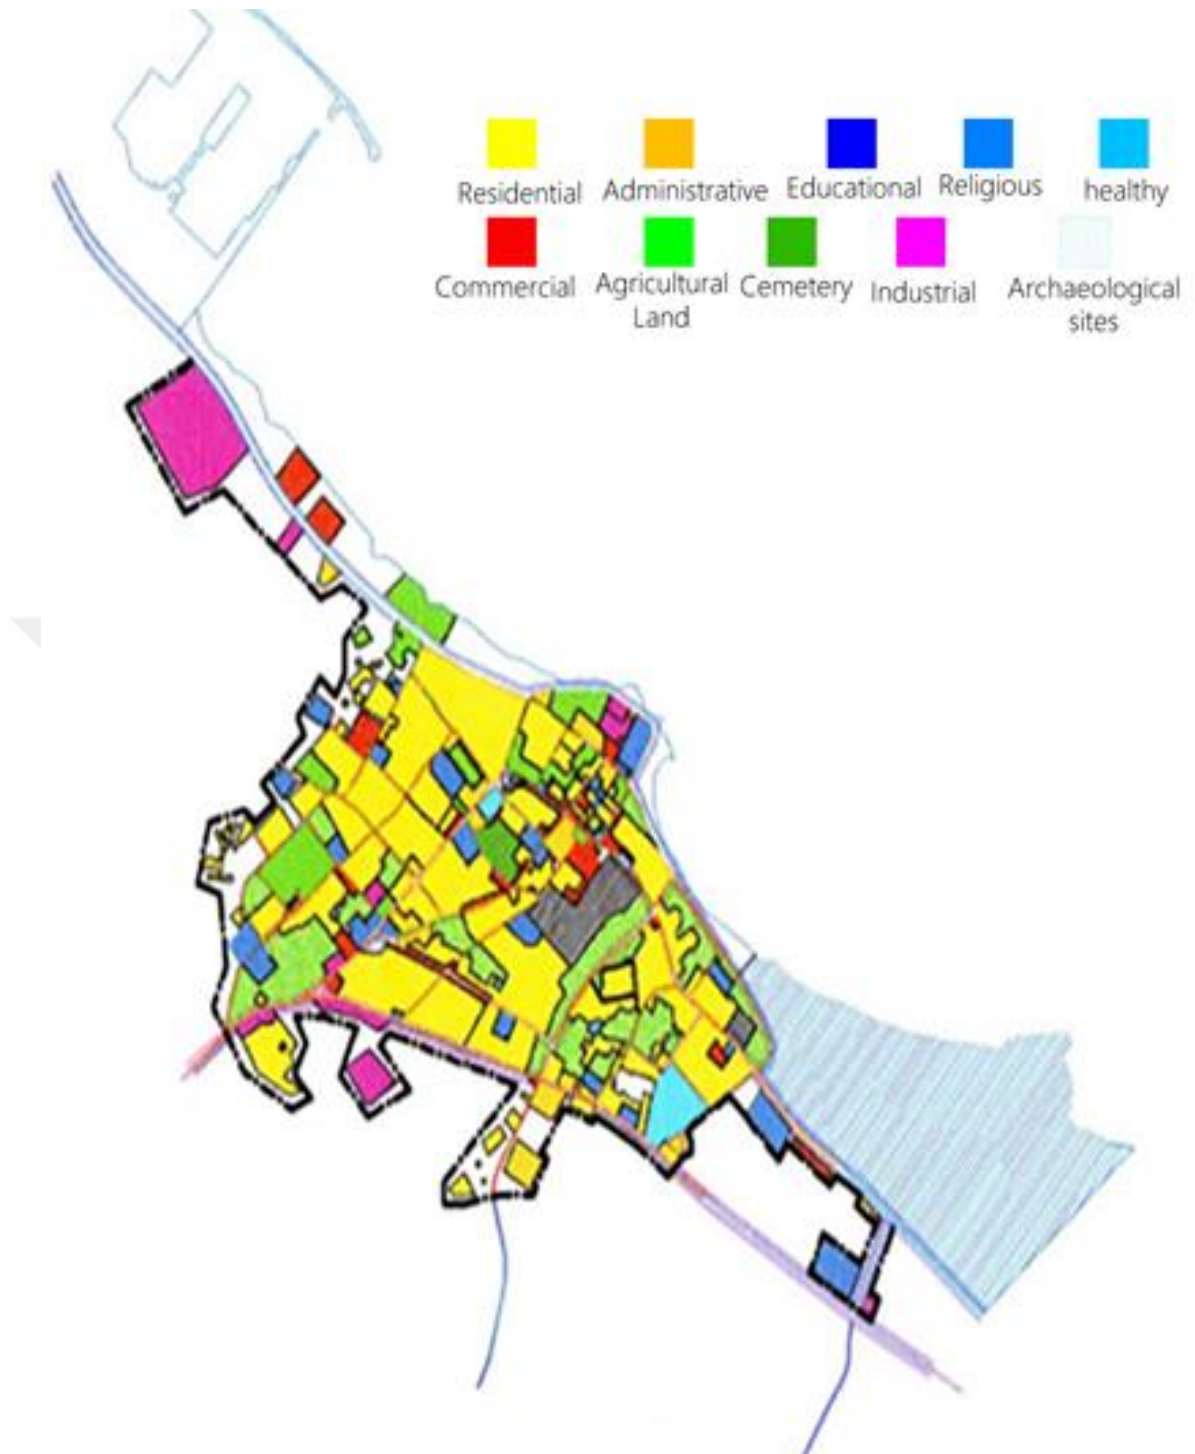 Residential Administrative Educational Religious healthy
Commercial Agricultural Cemetery Industrial Archaeological
Land sites